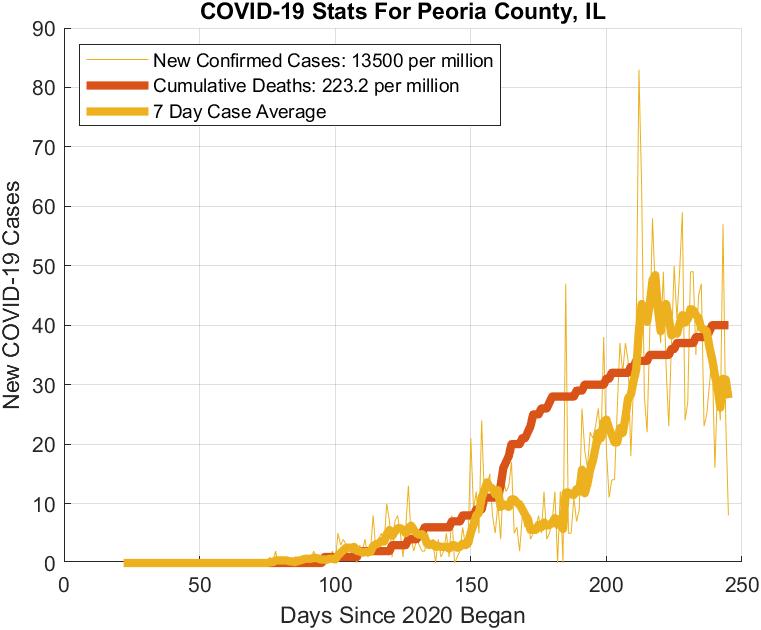 COVID-19 Stats For Peoria County, IL
New Confirmed Cases: 13500 per million
Cumulative Deaths: 223.2 per million
7 Day Case Average
New COVID-19 Cases
90
80
70
60
50
40
30
20
10
0
0 50 100 150 200 250
Days Since 2020 Began